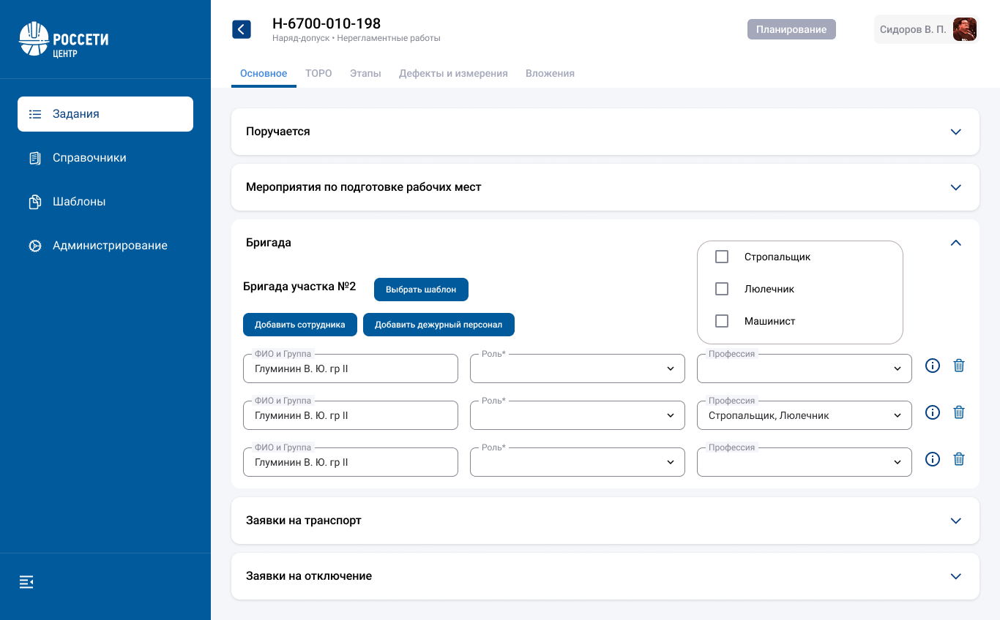 РОССЕТИ
ЦЕНТР
Задания
Справочники
Шаблоны
Администрирование
Н-6700-010-198
Наряд-допуск • Нерегламентные работы
Планирование
Сидоров В. П.
Основное ТОРО Этапы Дефекты и измерения Вложения
Поручается
Мероприятия по подготовке рабочих мест
Бригада
Стропальщик
Люлечник
Машинист
Бригада участка №2
Выбрать шаблон
Добавить сотрудника
Добавить дежурный персонал
ФИО и Группа Роль* Профессия
Глуминин В. Ю. гр II
ФИО и Группа Роль* Профессия
Глуминин В. Ю. гр II Стропальщик, Люлечник
ФИО и Группа Роль* Профессия
Глуминин В. Ю. гр II
Заявки на транспорт
Заявки на отключение